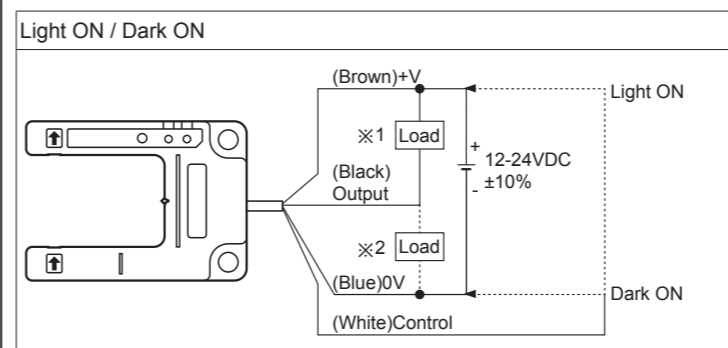 Light ON / Dark ON
(Brown)+V
Light ON
※1 Load
+
12-24VDC
±10%
-
(Black)
Output
※2 Load
(Blue)0V
Dark ON
(White)Control